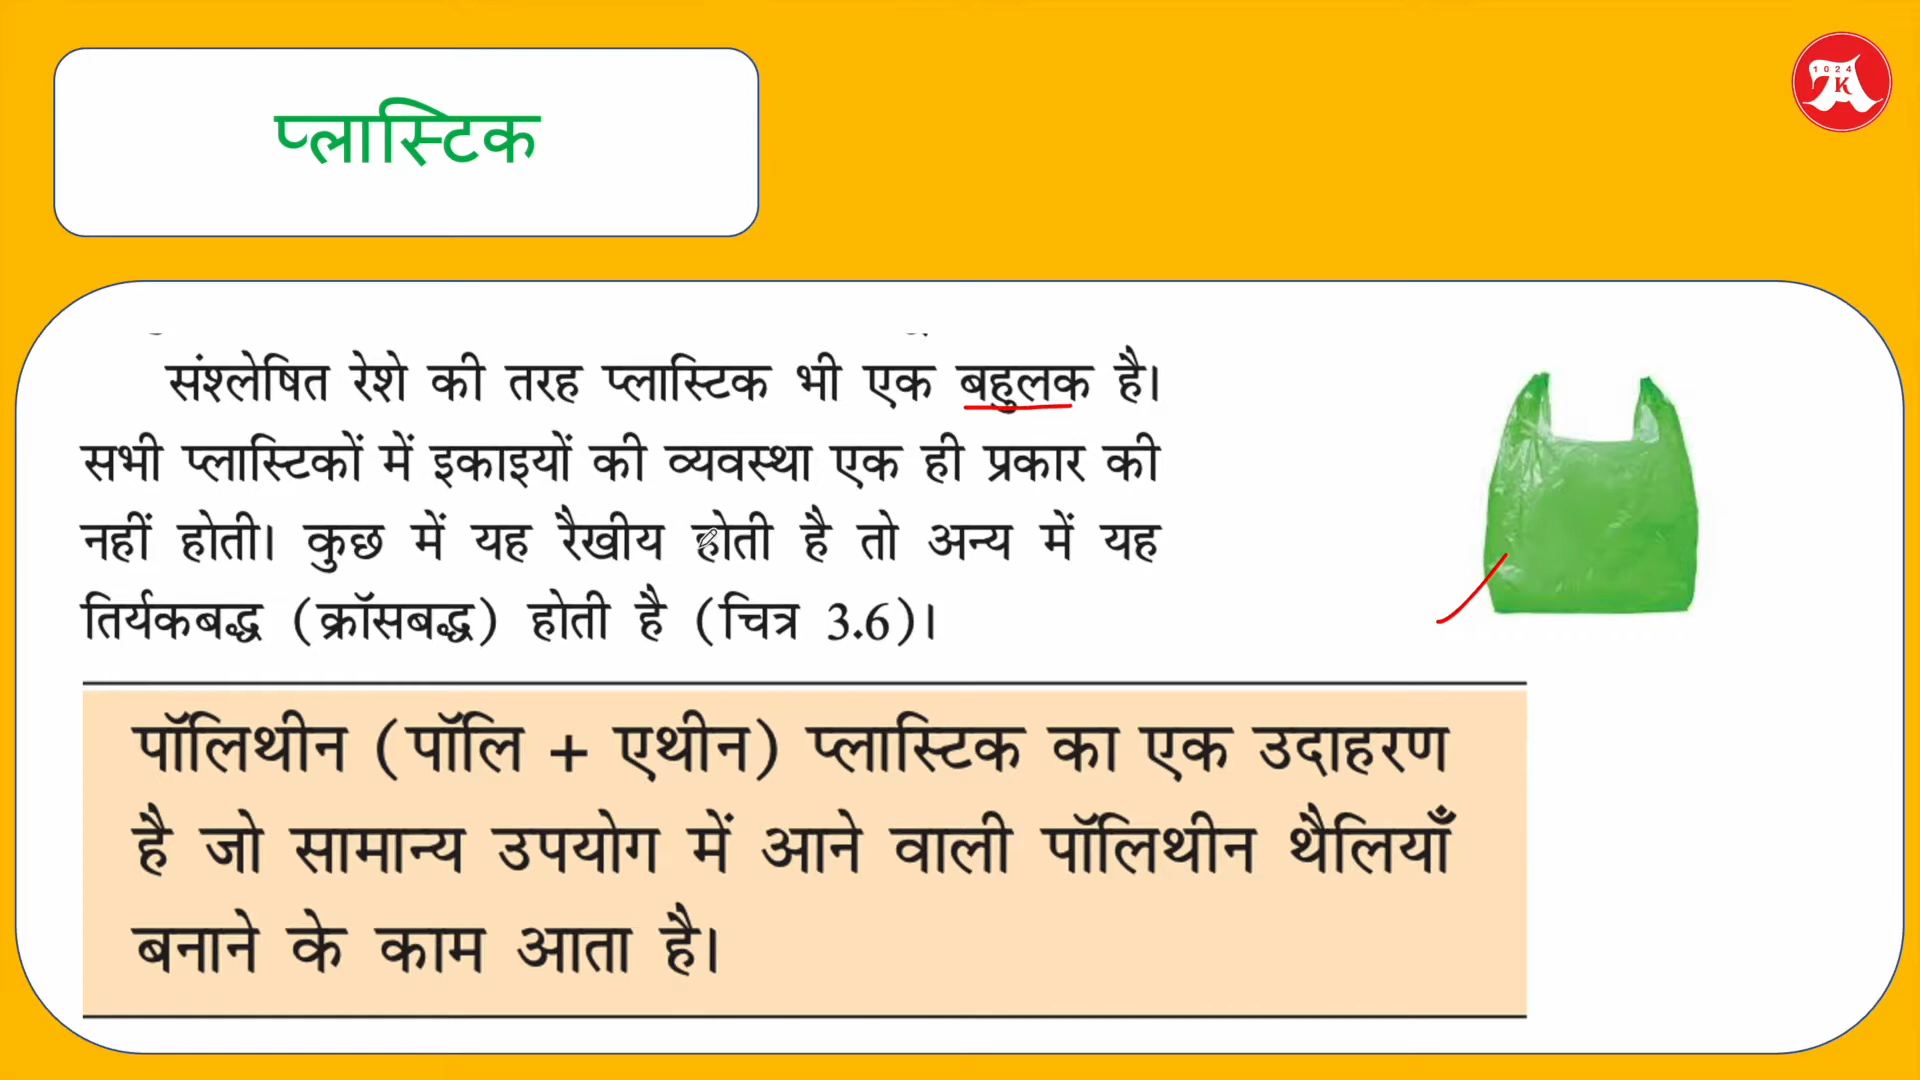 प्लास्टिक
1024
K
संश्लेषित रेशे की तरह प्लास्टिक भी एक बहुलक है।
सभी प्लास्टिकों में इकाइयों की व्यवस्था एक ही प्रकार की
नहीं होती। कुछ में यह रैखीय होती है तो अन्य में यह
तिर्यकबद्ध (क्रॉसबद्ध) होती है (चित्र 3.6)।
पॉलिथीन (पॉलि + एथीन) प्लास्टिक का एक उदाहरण
है जो सामान्य उपयोग में आने वाली पॉलिथीन थैलियाँ
बनाने के काम आता है।